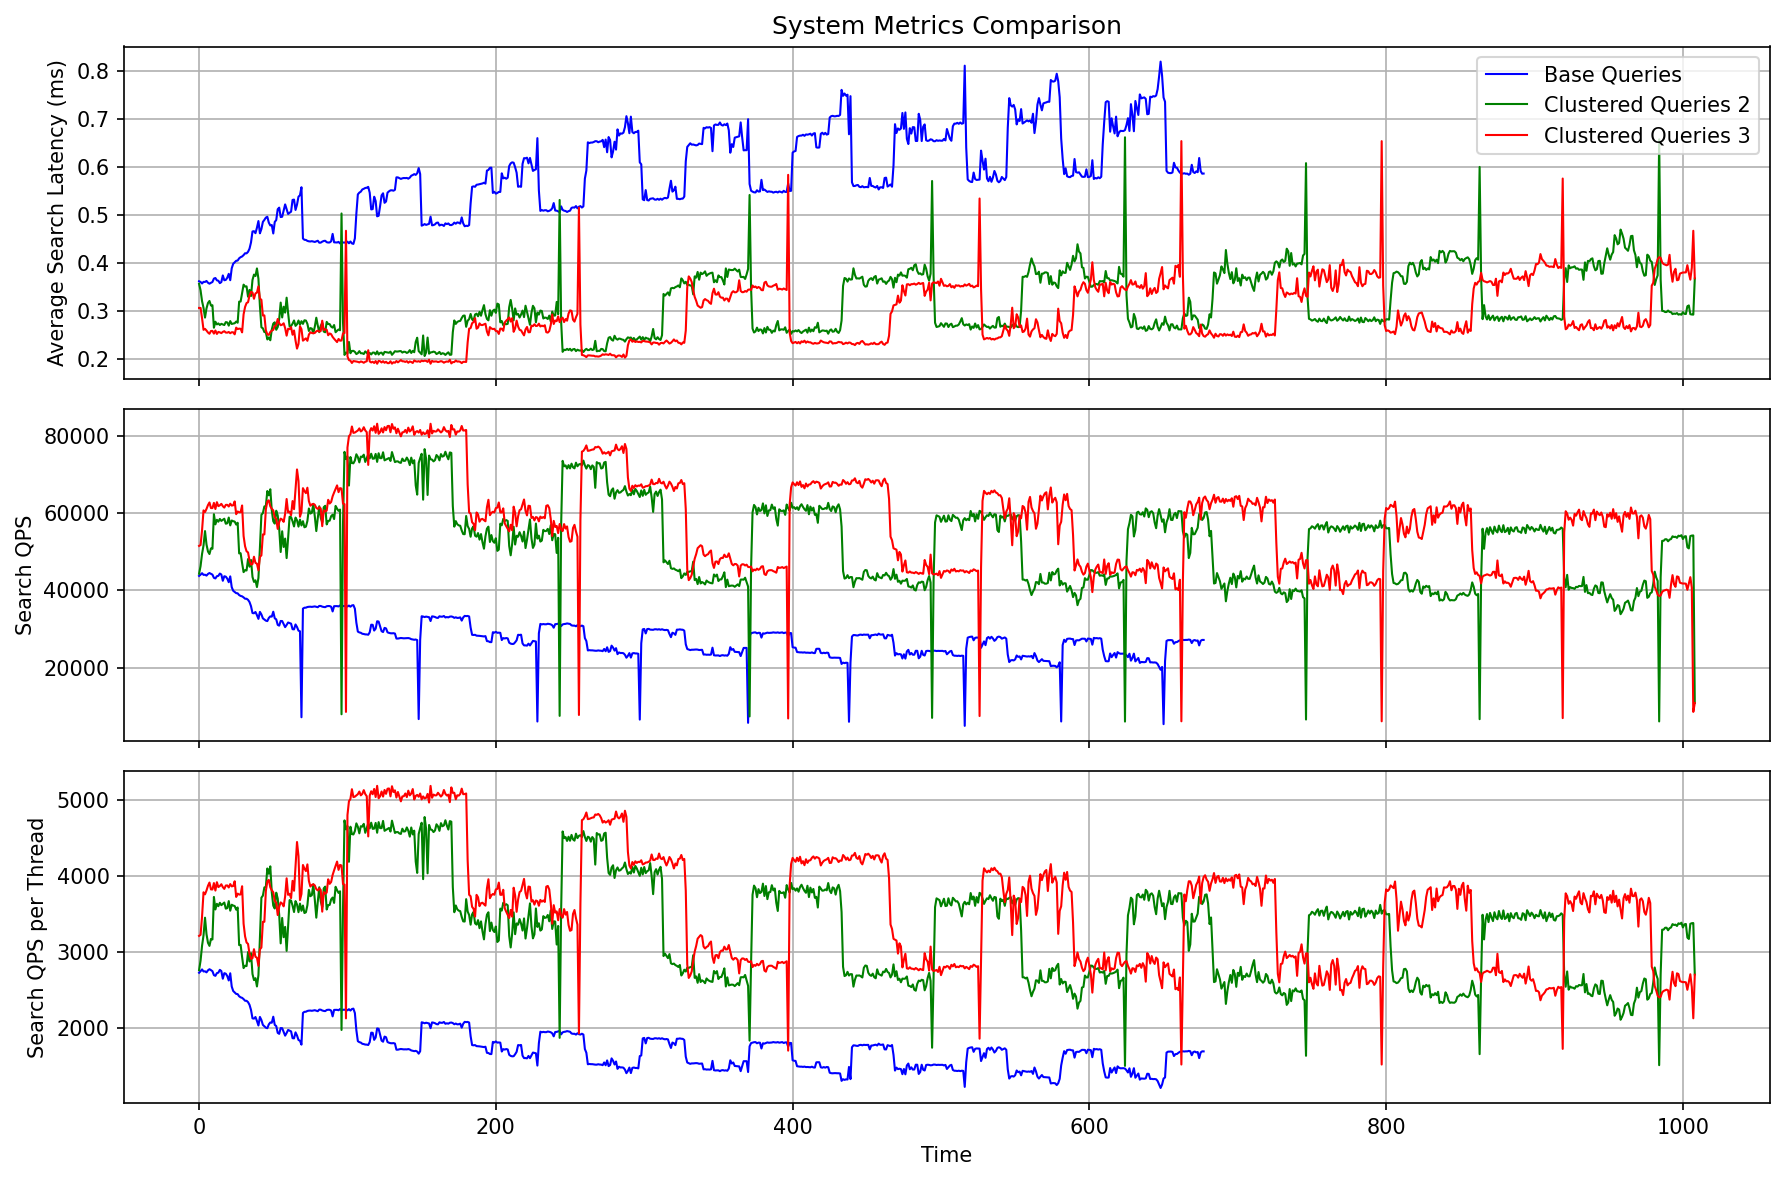 System Metrics Comparison
Average Search Latency (ms)
0.8
0.7
0.6
0.5
0.4
0.3
0.2
Base Queries
Clustered Queries 2
Clustered Queries 3
Search QPS
80000
60000
40000
20000
Search QPS per Thread
5000
4000
3000
2000
0
200
400
600
800
1000
Time